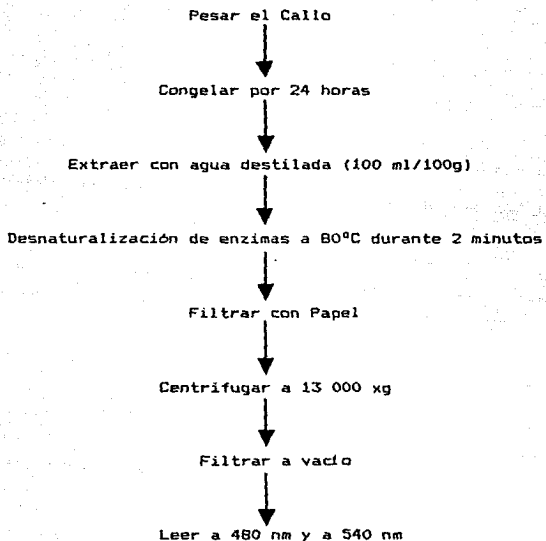 Pesar el Callo
Congelar por 24 horas
Extraer con agua destilada (100 ml/100g)
Desnaturalización de enzimas a 80ºC durante 2 minutos
Filtrar con Papel
Centrifugar a 13 000 xg
Filtrar a vacío
Leer a 480 nm y a 540 nm